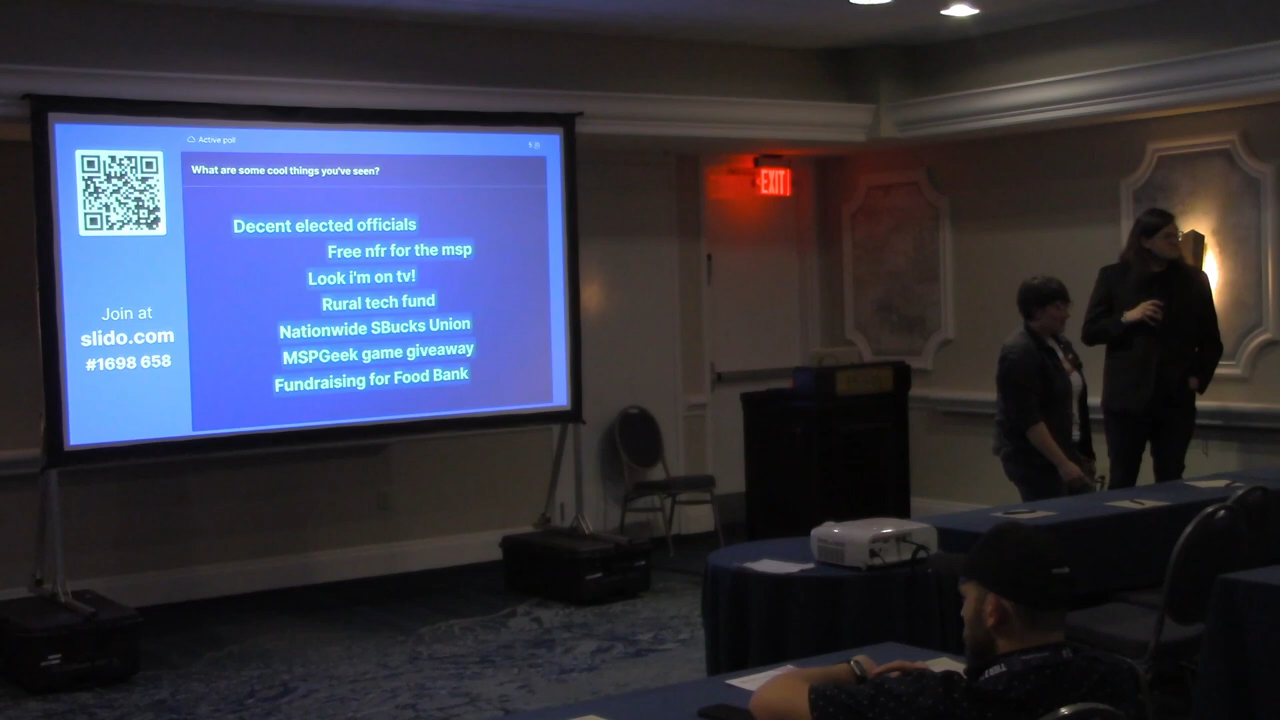 Active poll
5
What are some cool things you've seen?
Decent elected officials
Free nfr for the msp
Look i'm on tv!
Rural tech fund
Nationwide SBucks Union
MSPGeek game giveaway
Fundraising for Food Bank
Join at
slido.com
#1698 658
EXIT